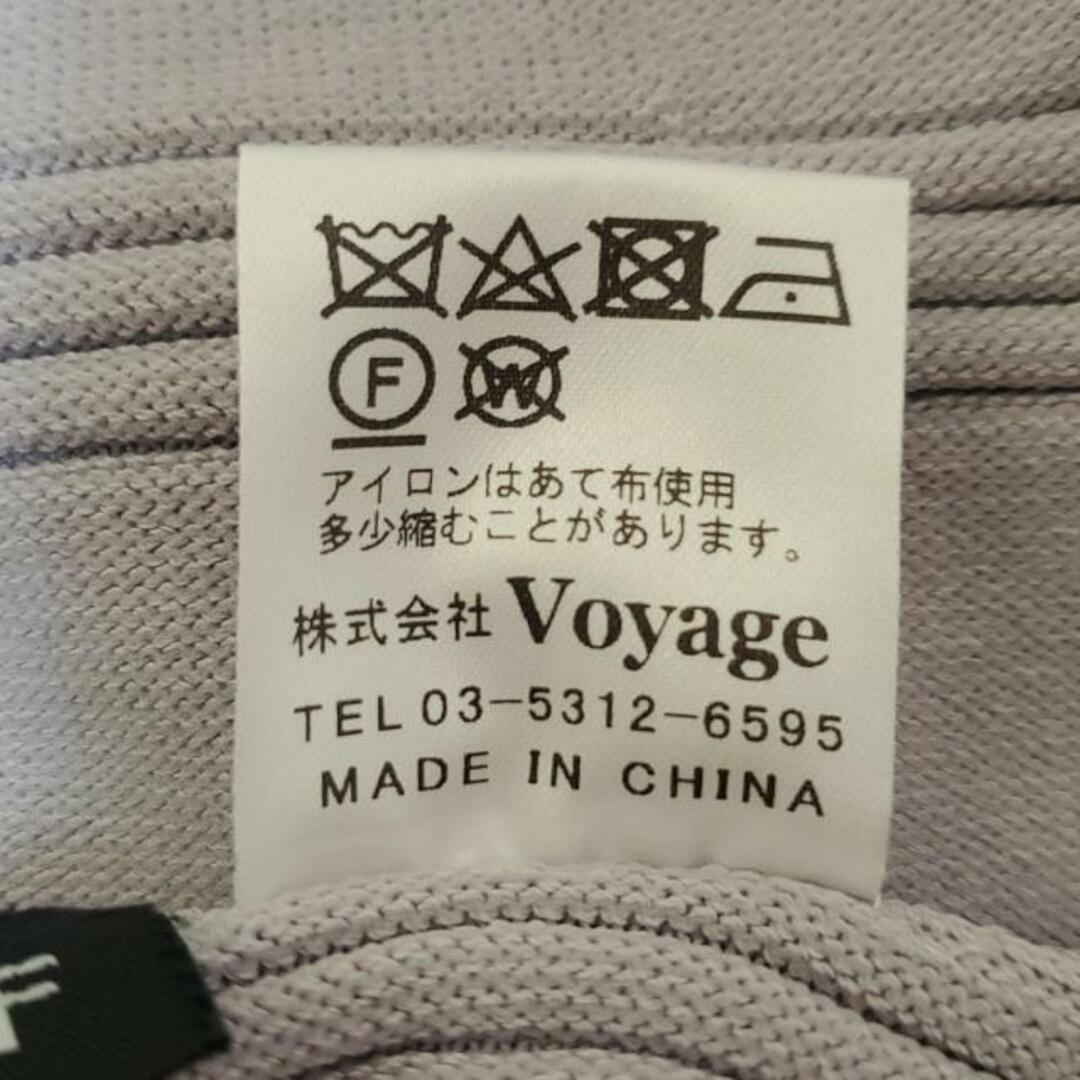 F W
アイロンはあて布使用
多少縮むことがあります。
株式会社 Voyage
TEL 03-5312-6595
MADE IN CHINA
F